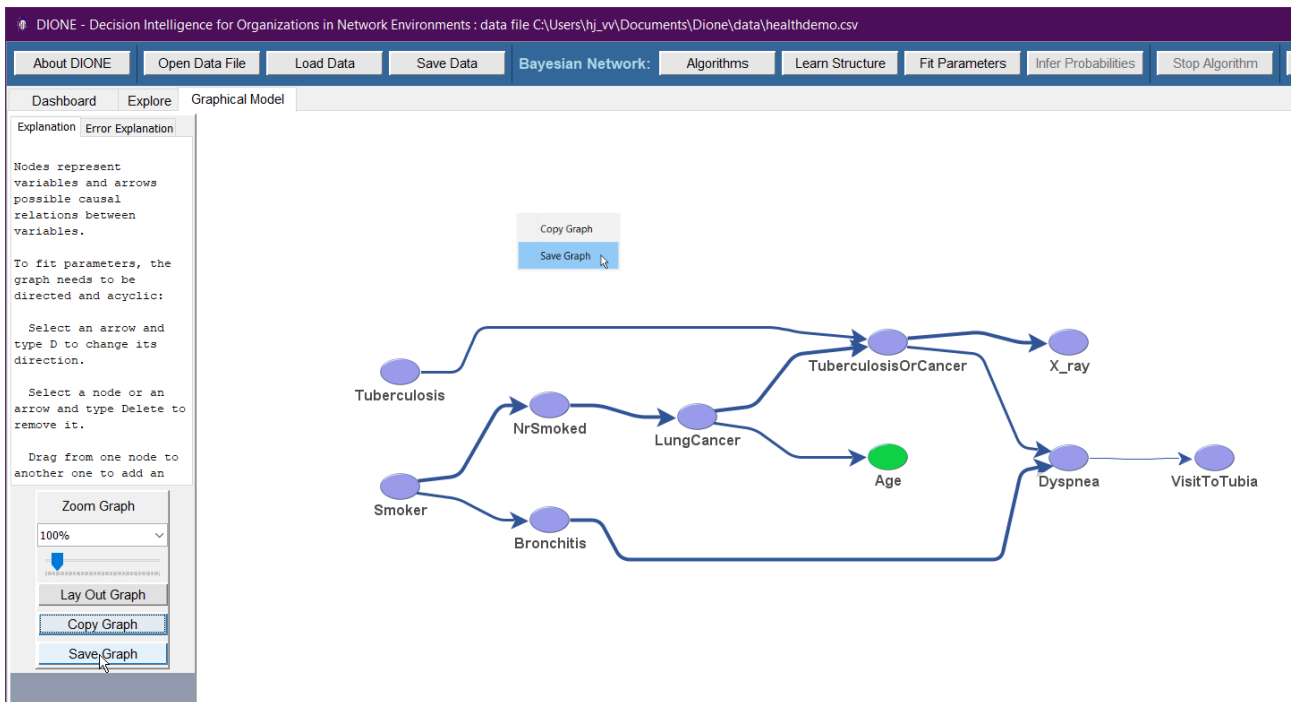 DIONE - Decision Intelligence for Organizations in Network Environments : data file C:\Users\hj_vv\Documents\Dione\data\healthdemo.csv
About DIONE Open Data File Load Data Save Data Bayesian Network: Algorithms Learn Structure Fit Parameters Infer Probabilities Stop Algorithm
Dashboard Explore Graphical Model
Explanation Error Explanation
Nodes represent
variables and arrows
possible causal
relations between
variables.
To fit parameters, the
graph needs to be
directed and acyclic:
Select an arrow and
type D to change its
direction.
Select a node or an
arrow and type Delete to
remove it.
Drag from one node to
another one to add an
Zoom Graph
100%
Lay Out Graph
Copy Graph
Save Graph
Copy Graph
Save Graph
TuberculosisOrCancer
X_ray
Tuberculosis
NrSmoked
LungCancer
Age
Dyspnea
VisitToTubia
Smoker
Bronchitis